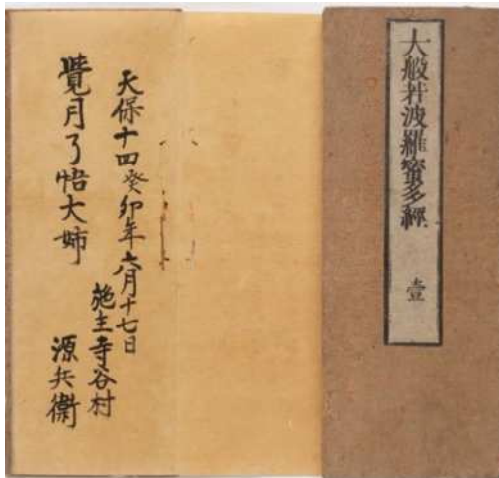 大般若波羅蜜多經
壹
天保十四癸卯年六月十七日
施主寺谷村
源兵衛
覺月了悟大姉